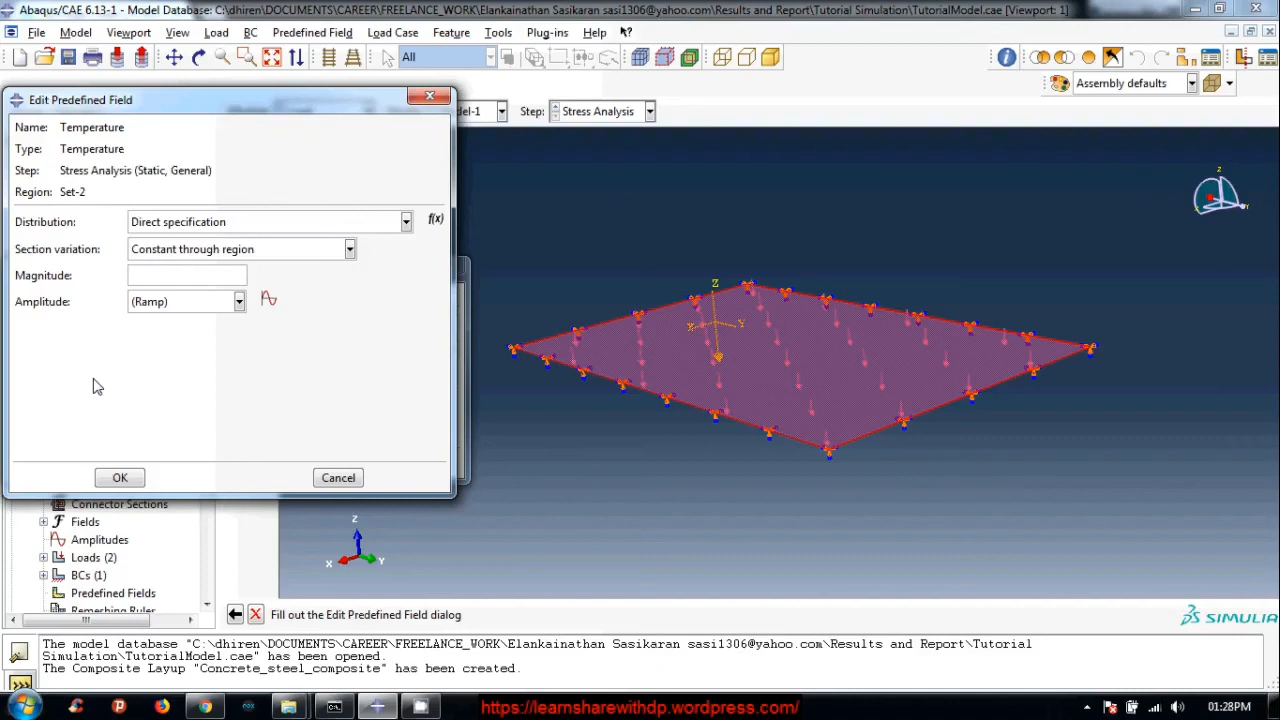 Abaqus/CAE 6.13-1 - Model Database: C:\dhiren\DOCUMENTS\CAREER\FREELANCE_WORK\Elankainathan Sasikaran sasi1306@yahoo.com\Results and Report\Tutorial Simulation\TutorialModel.cae [Viewport: 1]
File Model Viewport View Load BC Predefined Field Load Case Feature Tools Plug-ins Help
All
Assembly defaults
Edit Predefined Field
del-1 Step: Stress Analysis
Name: Temperature
Type: Temperature
Step: Stress Analysis (Static, General)
Region: Set-2
Distribution: Direct specification f(x)
Section variation: Constant through region
Magnitude:
Amplitude: (Ramp)
OK Cancel
Z
X Y
Z
X Y
Connector Sections
Fields
Amplitudes
Loads (2)
BCs (1)
Predefined Fields
Remeshing Rules
Fill out the Edit Predefined Field dialog
SIMULIA
The model database "C:\dhiren\DOCUMENTS\CAREER\FREELANCE_WORK\Elankainathan Sasikaran sasi1306@yahoo.com\Results and Report\Tutorial
Simulation\TutorialModel.cae" has been opened.
The Composite Layup "Concrete_steel_composite" has been created.
https://learnsharewithdp.wordpress.com/
01:28PM